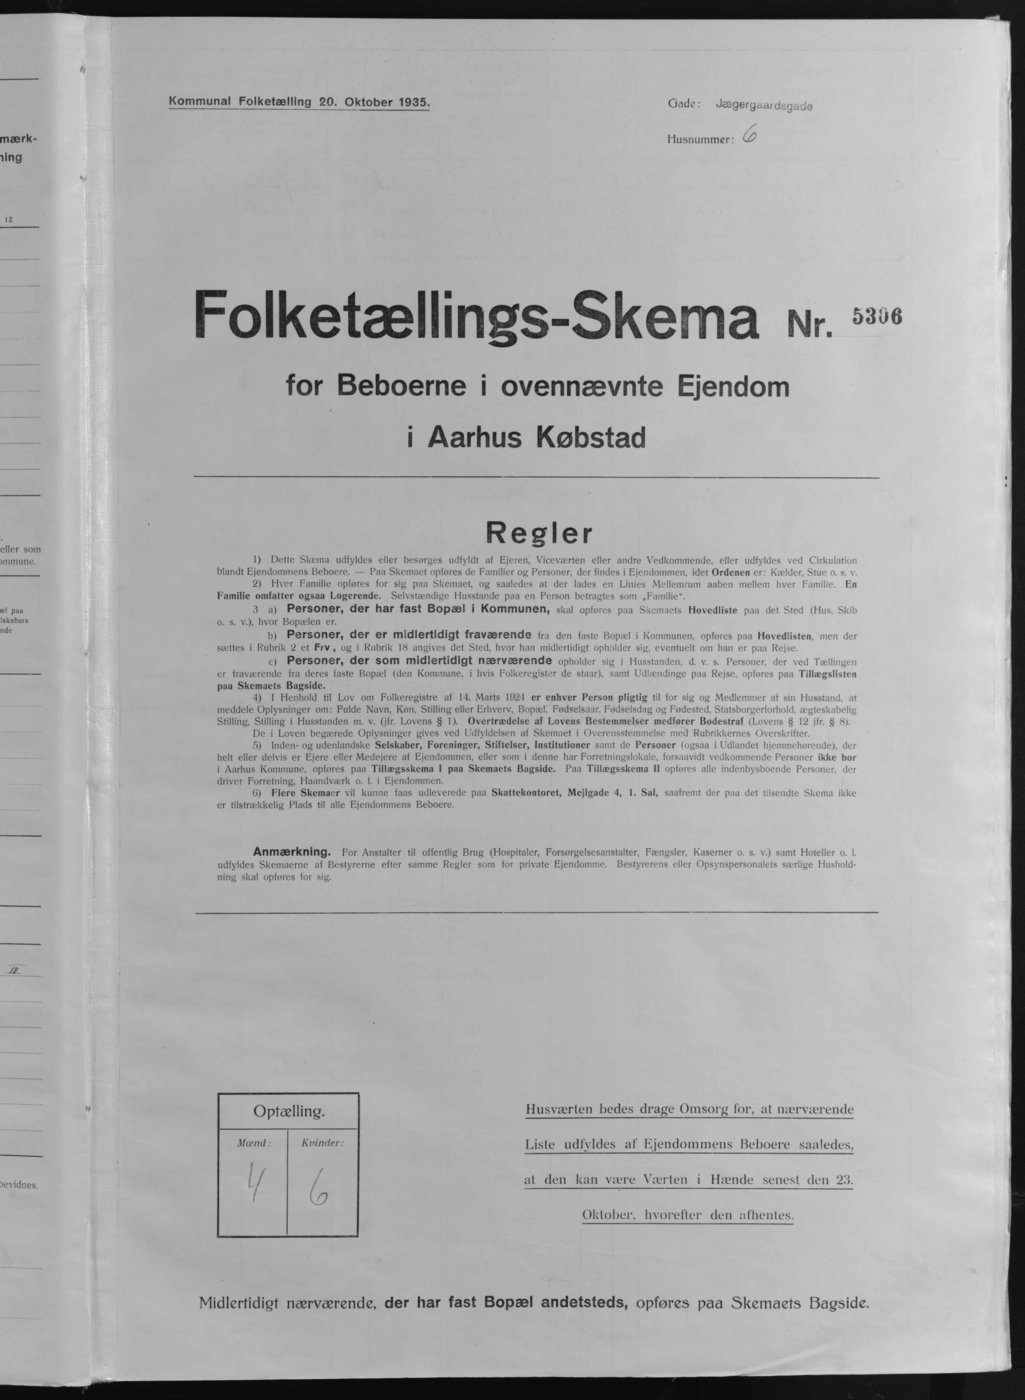 mærk-
ning
12
eller som
ommune.
æl paa
lskabers
nde
bevidnes.
Kommunal Folketælling 20. Oktober 1935.
Gade: Jægergaardsgade
Husnummer: 6
Folketællings-Skema Nr. 5306
for Beboerne i ovennævnte Ejendom
i Aarhus Købstad
Regler
1) Dette Skema udfyldes eller besørges udfyldt af Ejeren, Viceværten eller andre Vedkommende, eller udfyldes ved Cirkulation
blandt Ejendommens Beboere. — Paa Skemaet opføres de Familier og Personer, der findes i Ejendommen, idet Ordenen er: Kælder, Stue o. s. v.
2) Hver Familie opføres for sig paa Skemaet, og saaledes at der lades en Linies Mellemrum aaben mellem hver Familie. En
Familie omfatter ogsaa Logerende. Selvstændige Husstande paa en Person betragtes som „Familie".
3 a) Personer, der har fast Bopæl i Kommunen, skal opføres paa Skemaets Hovedliste paa det Sted (Hus, Skib
o. s. v.), hvor Bopælen er.
b) Personer, der er midlertidigt fraværende fra den faste Bopæl i Kommunen, opføres paa Hovedlisten, men der
sættes i Rubrik 2 et Frv., og i Rubrik 18 angives det Sted, hvor han midlertidigt opholder sig, eventuelt om han er paa Rejse.
c) Personer, der som midlertidigt nærværende opholder sig i Husstanden, d. v. s. Personer, der ved Tællingen
er fraværende fra deres faste Bopæl (den Kommune, i hvis Folkeregister de staar), samt Udlændinge paa Rejse, opføres paa Tillægslisten
paa Skemaets Bagside.
4) I Henhold til Lov om Folkeregistre af 14. Marts 1924 er enhver Person pligtig til for sig og Medlemmer af sin Husstand, at
meddele Oplysninger om: Fulde Navn, Køn, Stilling eller Erhverv, Bopæl, Fødselsaar, Fødselsdag og Fødested, Statsborgerforhold, ægteskabelig
Stilling, Stilling i Husstanden m. v. (jfr. Lovens § 1). Overtrædelse af Lovens Bestemmelser medfører Bødestraf (Lovens § 12 jfr. § 8).
De i Loven begærede Oplysninger gives ved Udfyldelsen af Skemaet i Overensstemmelse med Rubrikkernes Overskrifter.
5) Inden- og udenlandske Selskaber, Foreninger, Stiftelser, Institutioner samt de Personer (ogsaa i Udlandet hjemmehørende), der
helt eller delvis er Ejere eller Medejere af Ejendommen, eller som i denne har Forretningslokale, forsaavidt vedkommende Personer ikke bor
i Aarhus Kommune, opføres paa Tillægsskema I paa Skemaets Bagside. Paa Tillægsskema II opføres alle indenbysboende Personer, der
driver Forretning, Haandværk o. l. i Ejendommen.
6) Flere Skemaer vil kunne faas udleverede paa Skattekontoret, Mejlgade 4, 1. Sal, saafremt der paa det tilsendte Skema ikke
er tilstrækkelig Plads til alle Ejendommens Beboere.
Anmærkning. For Anstalter til offentlig Brug (Hospitaler, Forsørgelsesanstalter, Fængsler, Kaserner o. s. v.) samt Hoteller o. l.
udfyldes Skemaerne af Bestyrerne efter samme Regler som for private Ejendomme. Bestyrerens eller Opsynspersonalets særlige Hushold-
ning skal opføres for sig.
Optælling.
Mænd: Kvinder:
4 6
Husværten bedes drage Omsorg for, at nærværende
Liste udfyldes af Ejendommens Beboere saaledes,
at den kan være Værten i Hænde senest den 23.
Oktober, hvorefter den afhentes.
Midlertidigt nærværende, der har fast Bopæl andetsteds, opføres paa Skemaets Bagside.